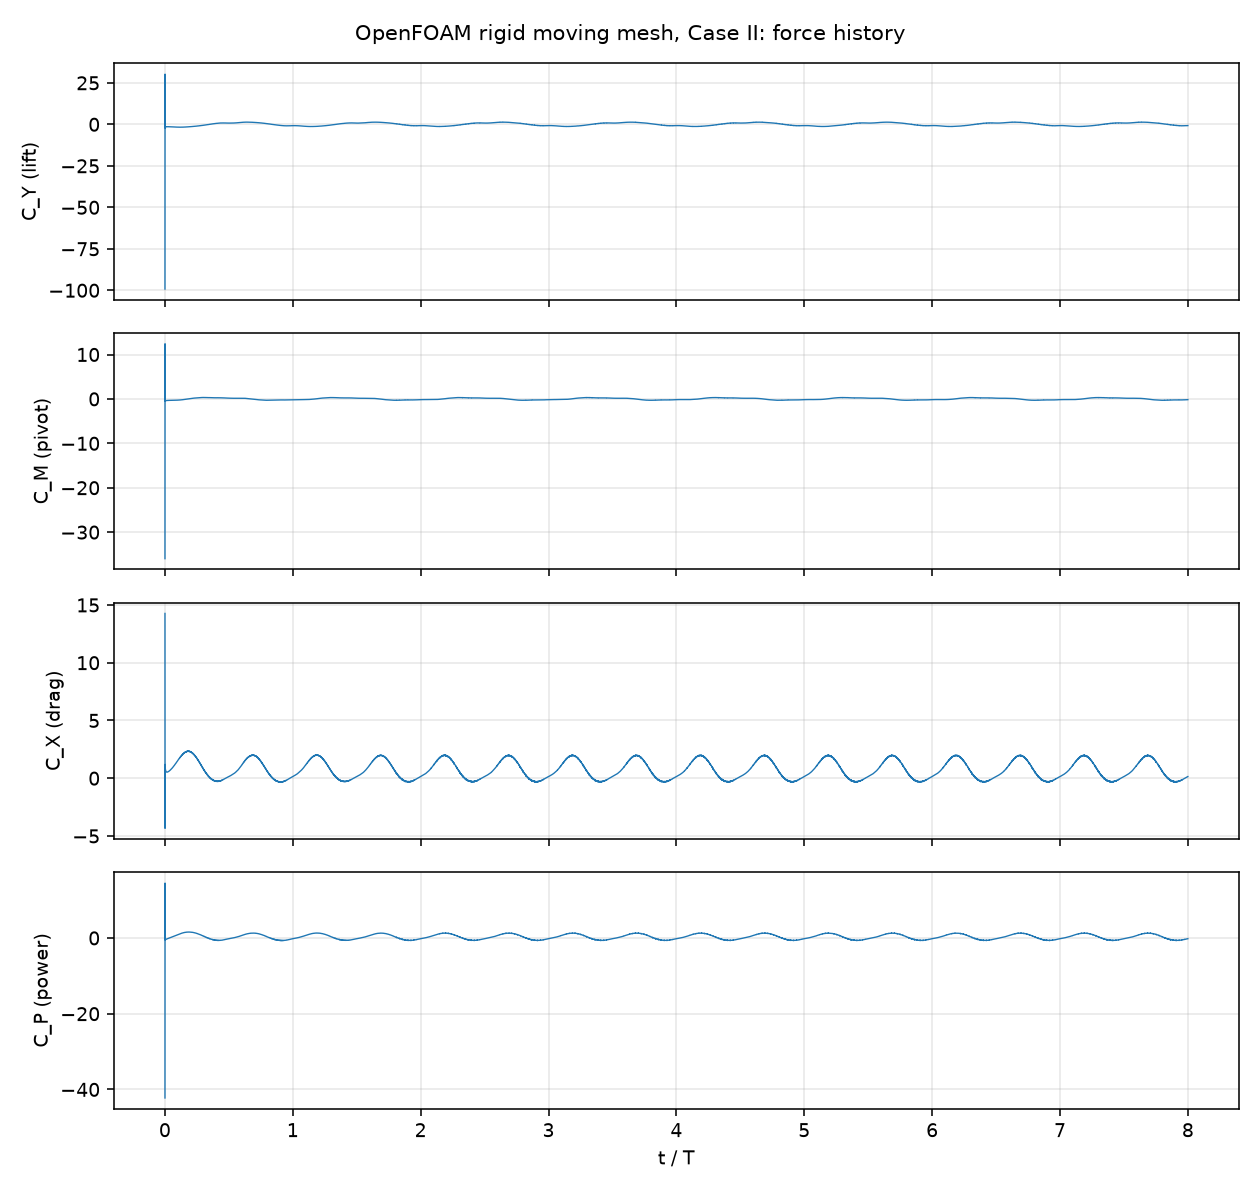 OpenFOAM rigid moving mesh, Case II: force history
25
0
−25
−50
−75
−100
C_Y (lift)
10
0
−10
−20
−30
C_M (pivot)
15
10
5
0
−5
C_X (drag)
0
−20
−40
C_P (power)
0 1 2 3 4 5 6 7 8
t / T